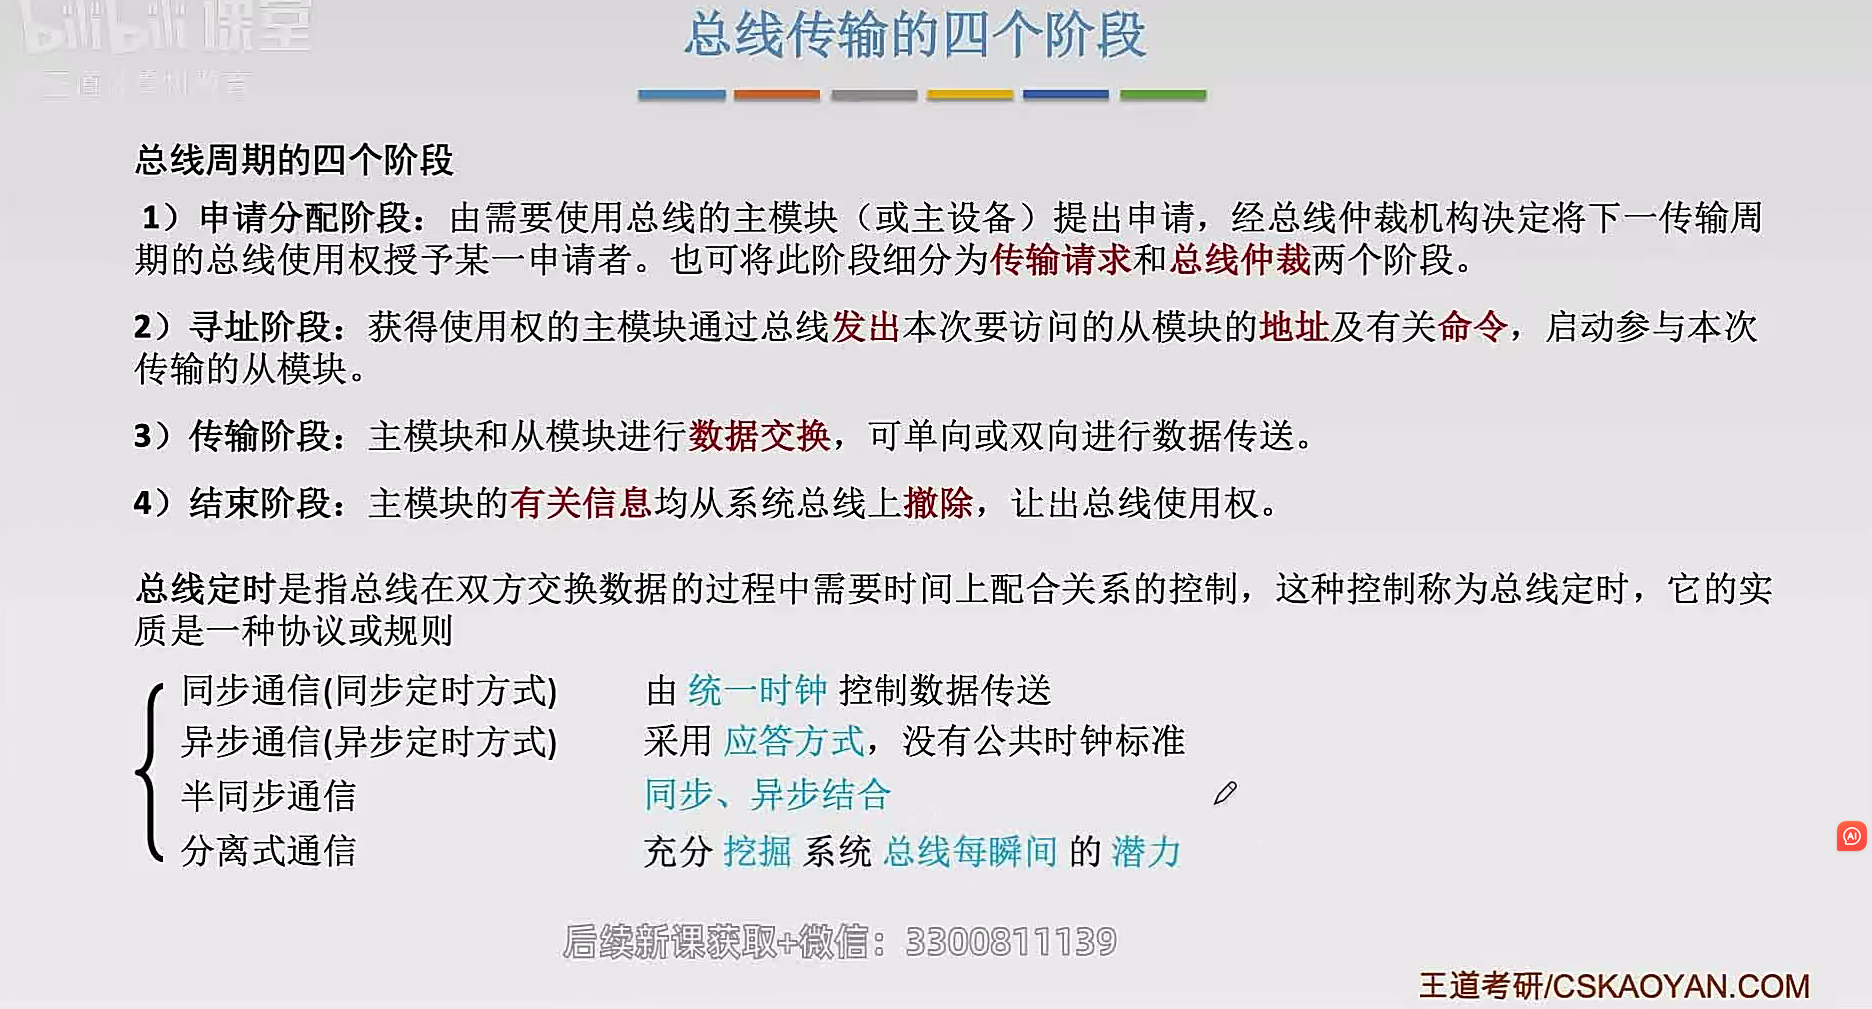 bilibili 课堂
总线传输的四个阶段
总线周期的四个阶段
1）申请分配阶段：由需要使用总线的主模块（或主设备）提出申请，经总线仲裁机构决定将下一传输周
期的总线使用权授予某一申请者。也可将此阶段细分为传输请求和总线仲裁两个阶段。
2）寻址阶段：获得使用权的主模块通过总线发出本次要访问的从模块的地址及有关命令，启动参与本次
传输的从模块。
3）传输阶段：主模块和从模块进行数据交换，可单向或双向进行数据传送。
4）结束阶段：主模块的有关信息均从系统总线上撤除，让出总线使用权。
总线定时是指总线在双方交换数据的过程中需要时间上配合关系的控制，这种控制称为总线定时，它的实
质是一种协议或规则
同步通信(同步定时方式) 由 统一时钟 控制数据传送
异步通信(异步定时方式) 采用 应答方式，没有公共时钟标准
半同步通信 同步、异步结合
分离式通信 充分 挖掘 系统 总线每瞬间 的 潜力
AI
后续新课获取+微信：3300811139
王道考研/CSKAOYAN.COM